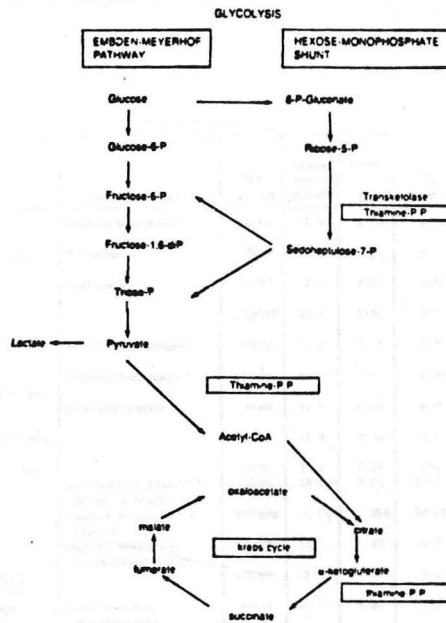 GLYCOLYSIS
EMBDEN-MEYERHOF
PATHWAY
HEXOSE-MONOPHOSPHATE
SHUNT
Glucose
6-P-Gluconate
Glucose-6-P
Ribose-5-P
Fructose-6-P
Transketolase
Thiamine-P P
Fructose-1,6-diP
Sedoheptulose-7-P
Triose-P
Lactate
Pyruvate
Thiamine-P P
Acetyl-CoA
oxaloacetate
malate
citrate
krebs cycle
fumarate
α-ketogluterate
thiamine P P
succinate